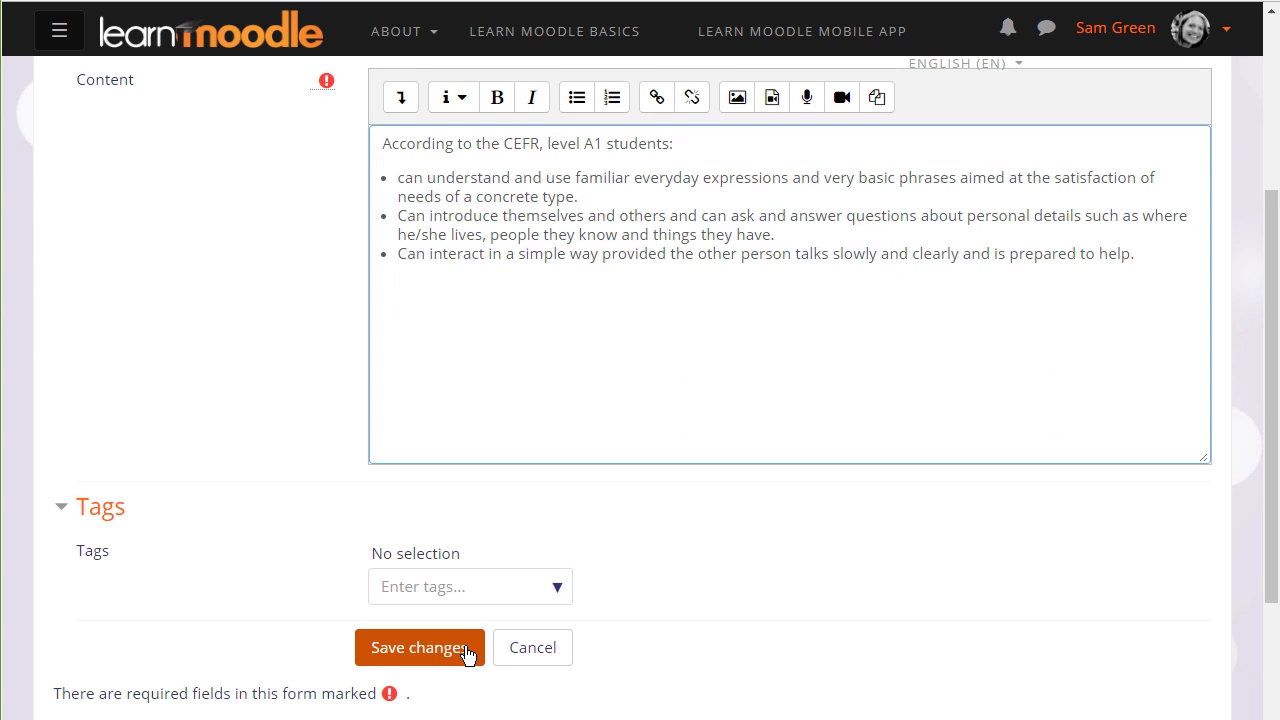 learnmoodle ABOUT LEARN MOODLE BASICS LEARN MOODLE MOBILE APP Sam Green
ENGLISH (EN)
Content
B I
According to the CEFR, level A1 students:
• can understand and use familiar everyday expressions and very basic phrases aimed at the satisfaction of
needs of a concrete type.
• Can introduce themselves and others and can ask and answer questions about personal details such as where
he/she lives, people they know and things they have.
• Can interact in a simple way provided the other person talks slowly and clearly and is prepared to help.
Tags
Tags
No selection
Enter tags...
Save changes Cancel
There are required fields in this form marked .